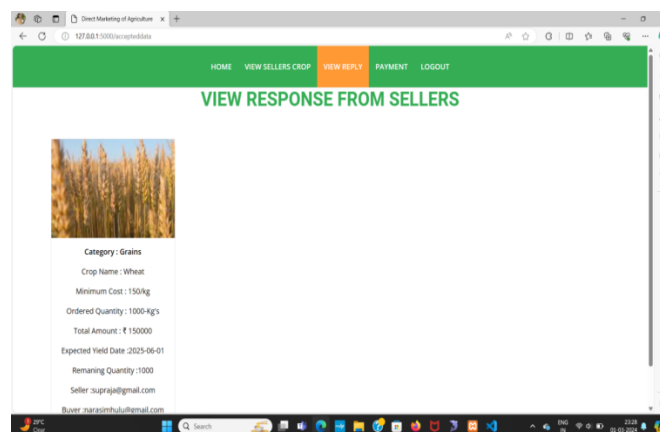 Direct Marketing of Agriculture
127.0.0.1:5000/accepteddata
HOME VIEW SELLERS CROP VIEW REPLY PAYMENT LOGOUT
VIEW RESPONSE FROM SELLERS
Category : Grains
Crop Name : Wheat
Minimum Cost : 150/kg
Ordered Quantity : 1000-Kg's
Total Amount : ₹ 150000
Expected Yield Date :2025-06-01
Remaning Quantity :1000
Seller :supraja@gmail.com
Buyer :narasimhulu@gmail.com
29°C
Clear
Search
ENG
IN
23:28
01-03-2024